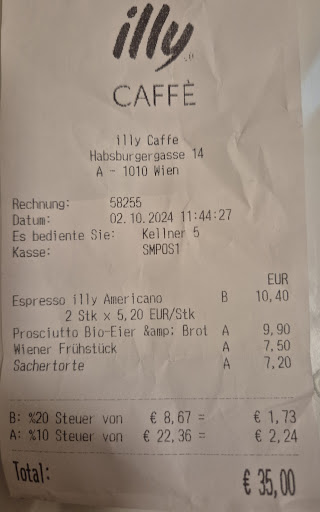 illy
CAFFÈ
illy Caffe
Habsburgergasse 14
A - 1010 Wien
Rechnung: 58255
Datum: 02.10.2024 11:44:27
Es bediente Sie: Kellner 5
Kasse: SMPOS1
EUR
Espresso illy Americano B 10,40
2 Stk x 5,20 EUR/Stk
Prosciutto Bio-Eier &amp; Brot A 9,90
Wiener Frühstück A 7,50
Sachertorte A 7,20
B: %20 Steuer von € 8,67 = € 1,73
A: %10 Steuer von € 22,36 = € 2,24
Total: € 35,00